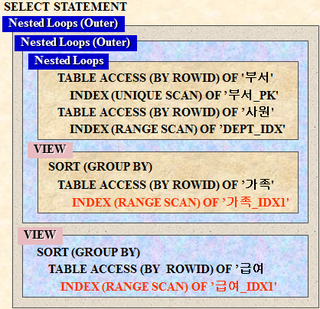 SELECT STATEMENT
Nested Loops (Outer)
Nested Loops (Outer)
Nested Loops
TABLE ACCESS (BY ROWID) OF '부서'
INDEX (UNIQUE SCAN) OF '부서_PK'
TABLE ACCESS (BY ROWID) OF '사원'
INDEX (RANGE SCAN) OF 'DEPT_IDX'
VIEW
SORT (GROUP BY)
TABLE ACCESS (BY ROWID) OF '가족'
INDEX (RANGE SCAN) OF '가족_IDX1'
VIEW
SORT (GROUP BY)
TABLE ACCESS (BY ROWID) OF '급여
INDEX (RANGE SCAN) OF '급여_IDX1'